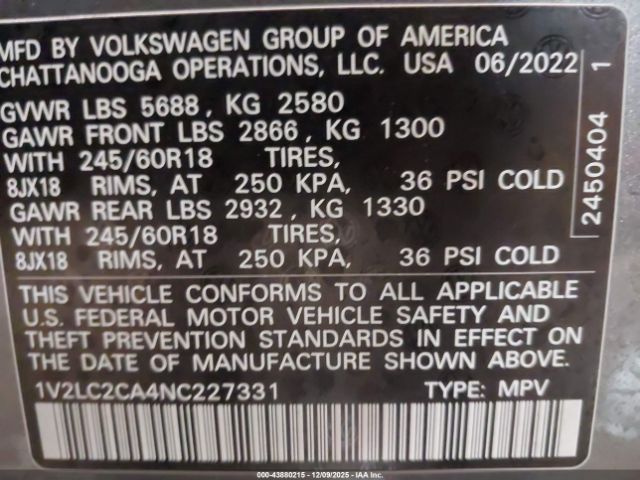 MFD BY VOLKSWAGEN GROUP OF AMERICA
CHATTANOOGA OPERATIONS, LLC. USA 06/2022
GVWR LBS 5688, KG 2580
GAWR FRONT LBS 2866, KG 1300
WITH 245/60R18 TIRES,
8JX18 RIMS, AT 250 KPA, 36 PSI COLD
GAWR REAR LBS 2932, KG 1330
WITH 245/60R18 TIRES,
8JX18 RIMS, AT 250 KPA, 36 PSI COLD
THIS VEHICLE CONFORMS TO ALL APPLICABLE
U.S. FEDERAL MOTOR VEHICLE SAFETY AND
THEFT PREVENTION STANDARDS IN EFFECT ON
THE DATE OF MANUFACTURE SHOWN ABOVE.
1V2LC2CA4NC227331 TYPE: MPV
2450404 1
000-43880215 - 12/09/2025 - IAA Inc.